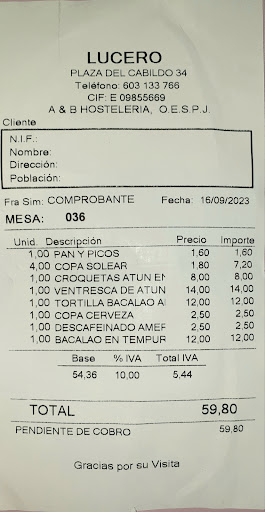 LUCERO
PLAZA DEL CABILDO 34
Teléfono: 603 133 766
CIF: E 09855669
A & B HOSTELERIA, O.E.S.P.J.
Cliente
N.I.F.:
Nombre:
Dirección:
Población:
Fra Sim: COMPROBANTE Fecha: 16/09/2023
MESA: 036
Unid. Descripción Precio Importe
1,00 PAN Y PICOS 1,60 1,60
4,00 COPA SOLEAR 1,80 7,20
1,00 CROQUETAS ATUN EN 8,00 8,00
1,00 VENTRESCA DE ATUN 14,00 14,00
1,00 TORTILLA BACALAO AI 12,00 12,00
1,00 COPA CERVEZA 2,50 2,50
1,00 DESCAFEINADO AMER 2,50 2,50
1,00 BACALAO EN TEMPUR 12,00 12,00
Base % IVA Total IVA
54,36 10,00 5,44
TOTAL 59,80
PENDIENTE DE COBRO 59,80
Gracias por su Visita